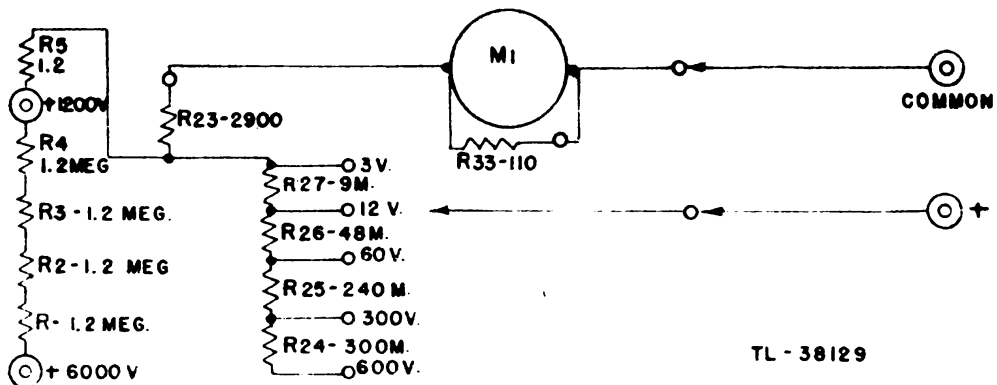 R5
1.2
+1200V
R4
1.2MEG
R3-1.2 MEG.
R2-1.2 MEG
R- 1.2 MEG.
+ 6000 V
R23-2900
M1
R33-110
COMMON
3V.
R27-9M.
12 V.
R26-48M.
60V.
R25-240 M.
300V.
R24-300M.
600V.
+
TL-38129